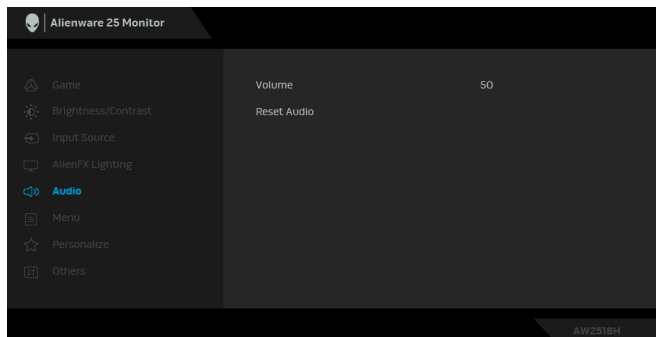 Alienware 25 Monitor
Game
Volume 50
Brightness/Contrast
Reset Audio
Input Source
AlienFX Lighting
Audio
Menu
Personalize
Others
AW2518H